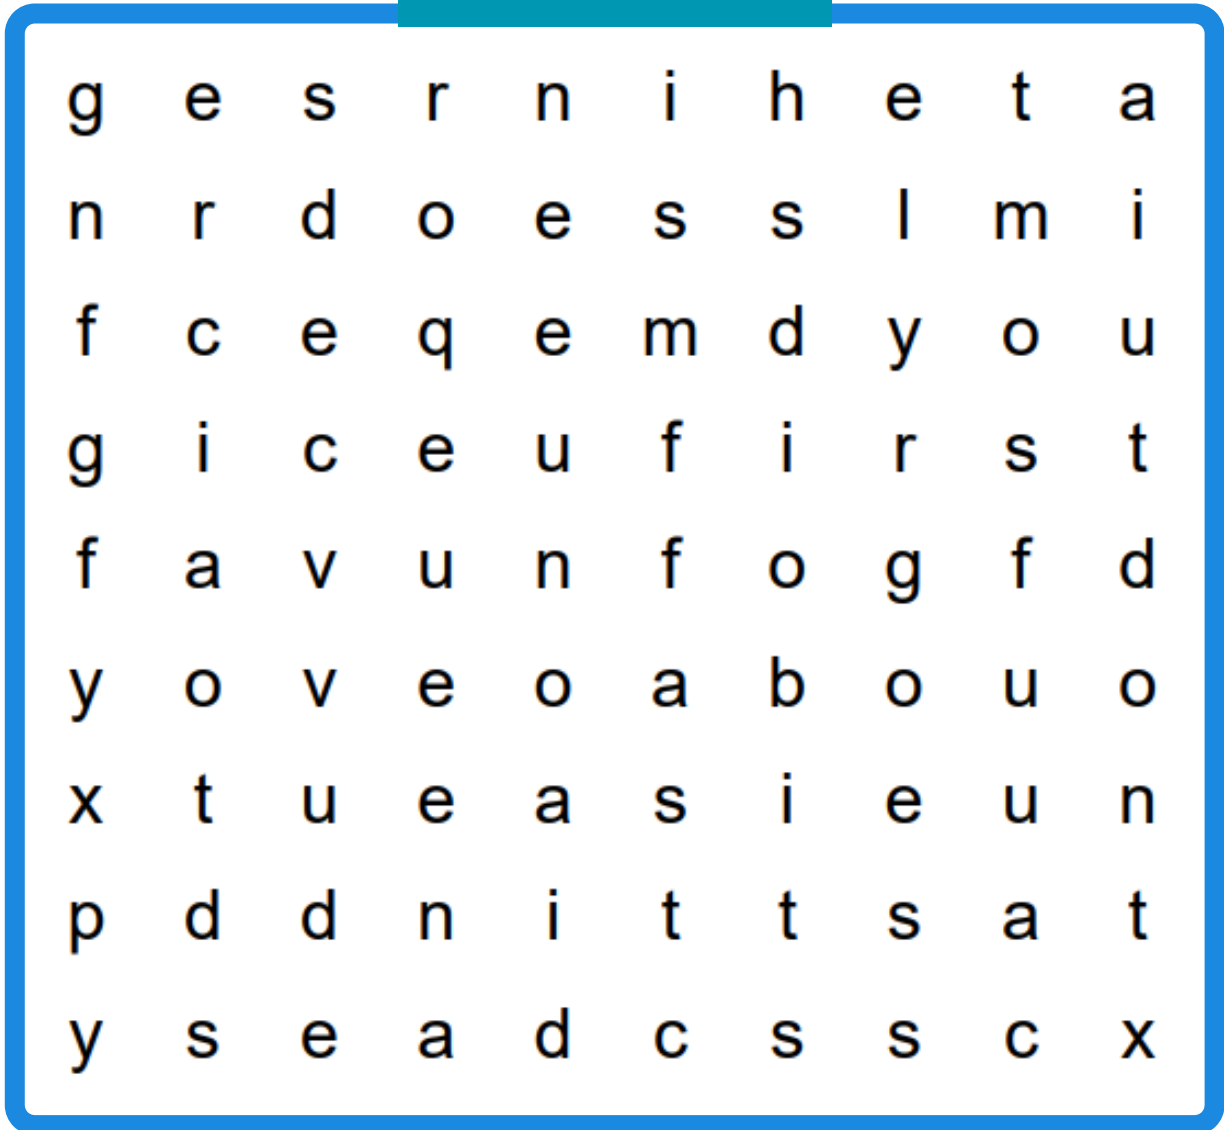 g e s r n i h e t a
n r d o e s s l m i
f c e q e m d y o u
g i c e u f i r s t
f a v u n f o g f d
y o v e o a b o u o
x t u e a s i e u n
p d d n i t t s a t
y s e a d c s s c x